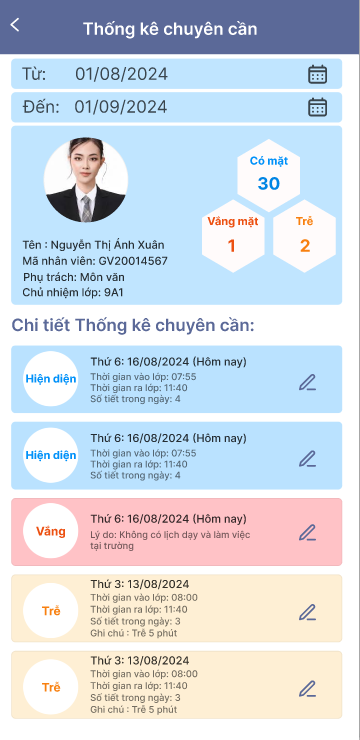 Thống kê chuyên cần
Từ: 01/08/2024
Đến: 01/09/2024
Có mặt
30
Vắng mặt
1
Trễ
2
Tên : Nguyễn Thị Ánh Xuân
Mã nhân viên: GV20014567
Phụ trách: Môn văn
Chủ nhiệm lớp: 9A1
Chi tiết Thống kê chuyên cần:
Hiện diện
Thứ 6: 16/08/2024 (Hôm nay)
Thời gian vào lớp: 07:55
Thời gian ra lớp: 11:40
Số tiết trong ngày: 4
Hiện diện
Thứ 6: 16/08/2024 (Hôm nay)
Thời gian vào lớp: 07:55
Thời gian ra lớp: 11:40
Số tiết trong ngày: 4
Vắng
Thứ 6: 16/08/2024 (Hôm nay)
Lý do: Không có lịch dạy và làm việc
tại trường
Trễ
Thứ 3: 13/08/2024
Thời gian vào lớp: 08:00
Thời gian ra lớp: 11:40
Số tiết trong ngày: 3
Ghi chú : Trễ 5 phút
Trễ
Thứ 3: 13/08/2024
Thời gian vào lớp: 08:00
Thời gian ra lớp: 11:40
Số tiết trong ngày: 3
Ghi chú : Trễ 5 phút